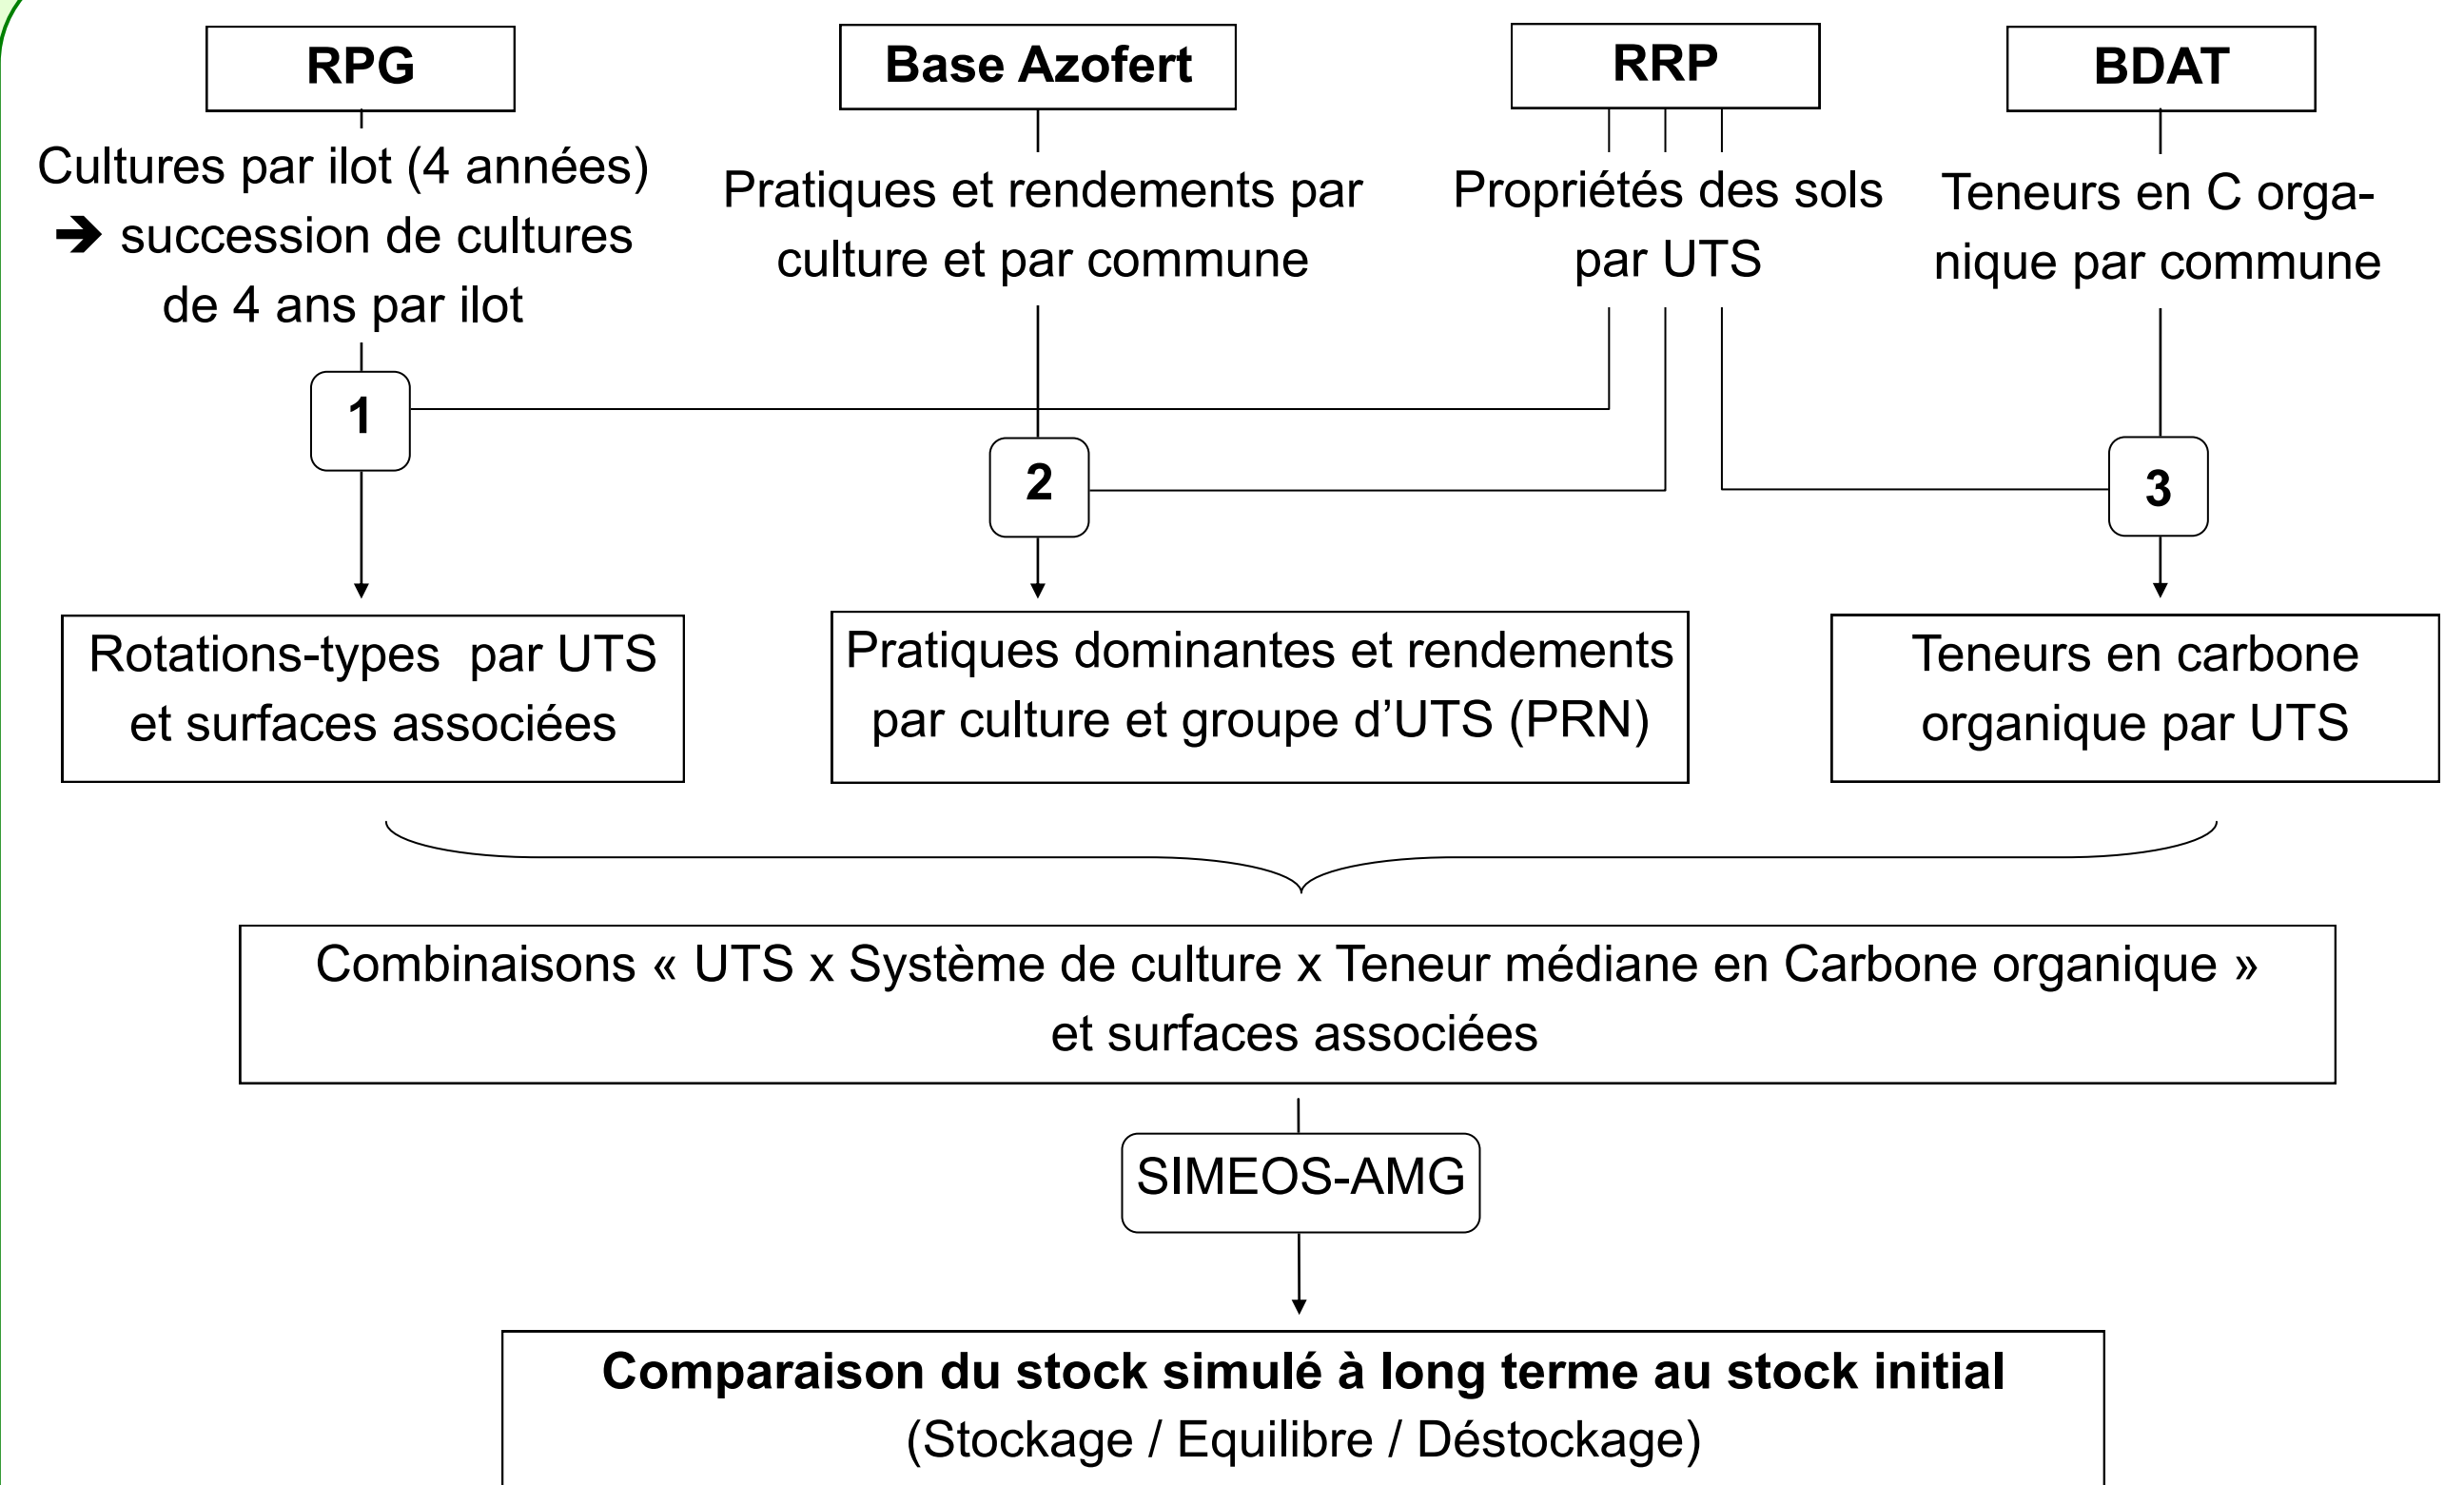 RPG
Base Azofert
RRP
BDAT
Cultures par ilot (4 années)
➔ succession de cultures
de 4 ans par ilot
Pratiques et rendements par
culture et par commune
Propriétés des sols
par UTS
Teneurs en C orga-
nique par commune
1
2
3
Rotations-types par UTS
et surfaces associées
Pratiques dominantes et rendements
par culture et groupe d’UTS (PRN)
Teneurs en carbone
organique par UTS
Combinaisons « UTS x Système de culture x Teneur médiane en Carbone organique »
et surfaces associées
SIMEOS-AMG
Comparaison du stock simulé à long terme au stock initial
(Stockage / Equilibre / Déstockage)